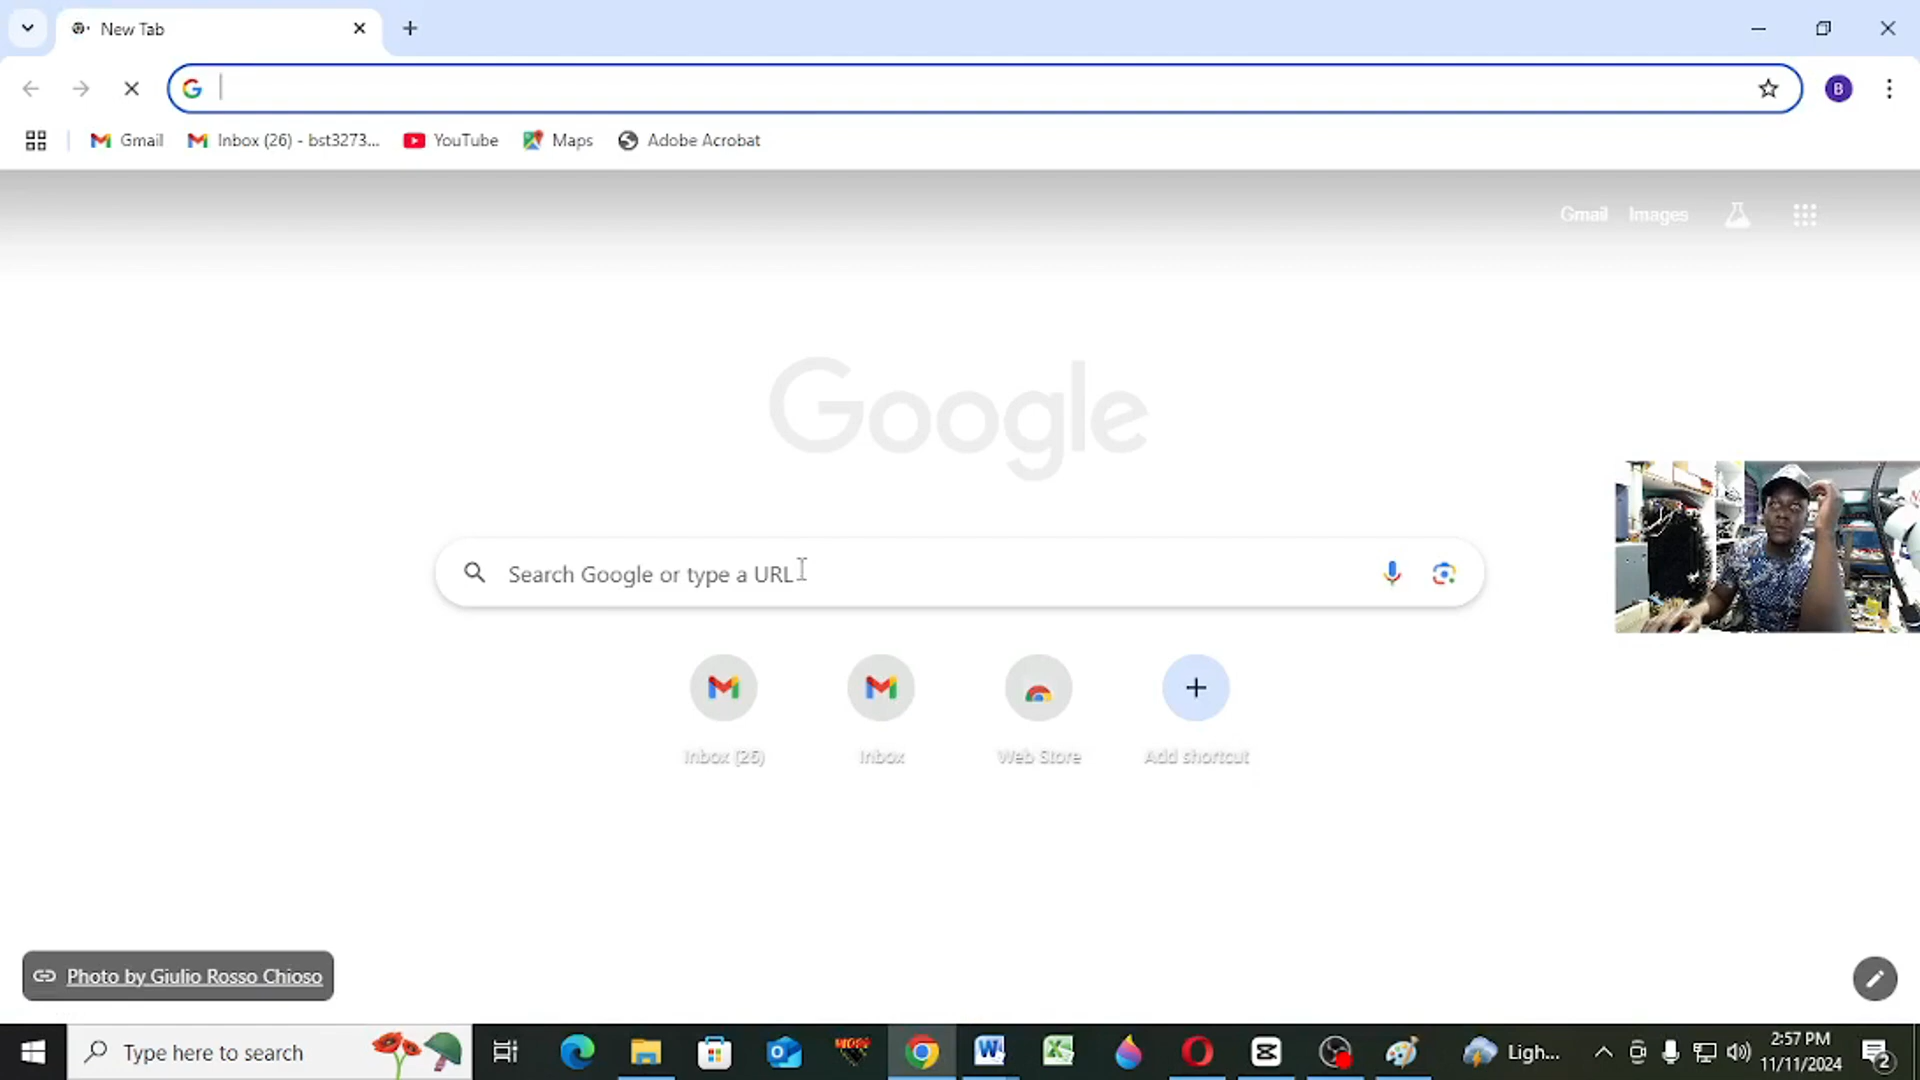 New Tab
Gmail
Inbox (26) - bst3273...
YouTube
Maps
Adobe Acrobat
Gmail
Images
Google
Search Google or type a URL
Inbox (26)
Inbox
Web Store
Add shortcut
Photo by Giulio Rosso Chioso
Type here to search
Ligh...
2:57 PM
11/11/2024
2
B